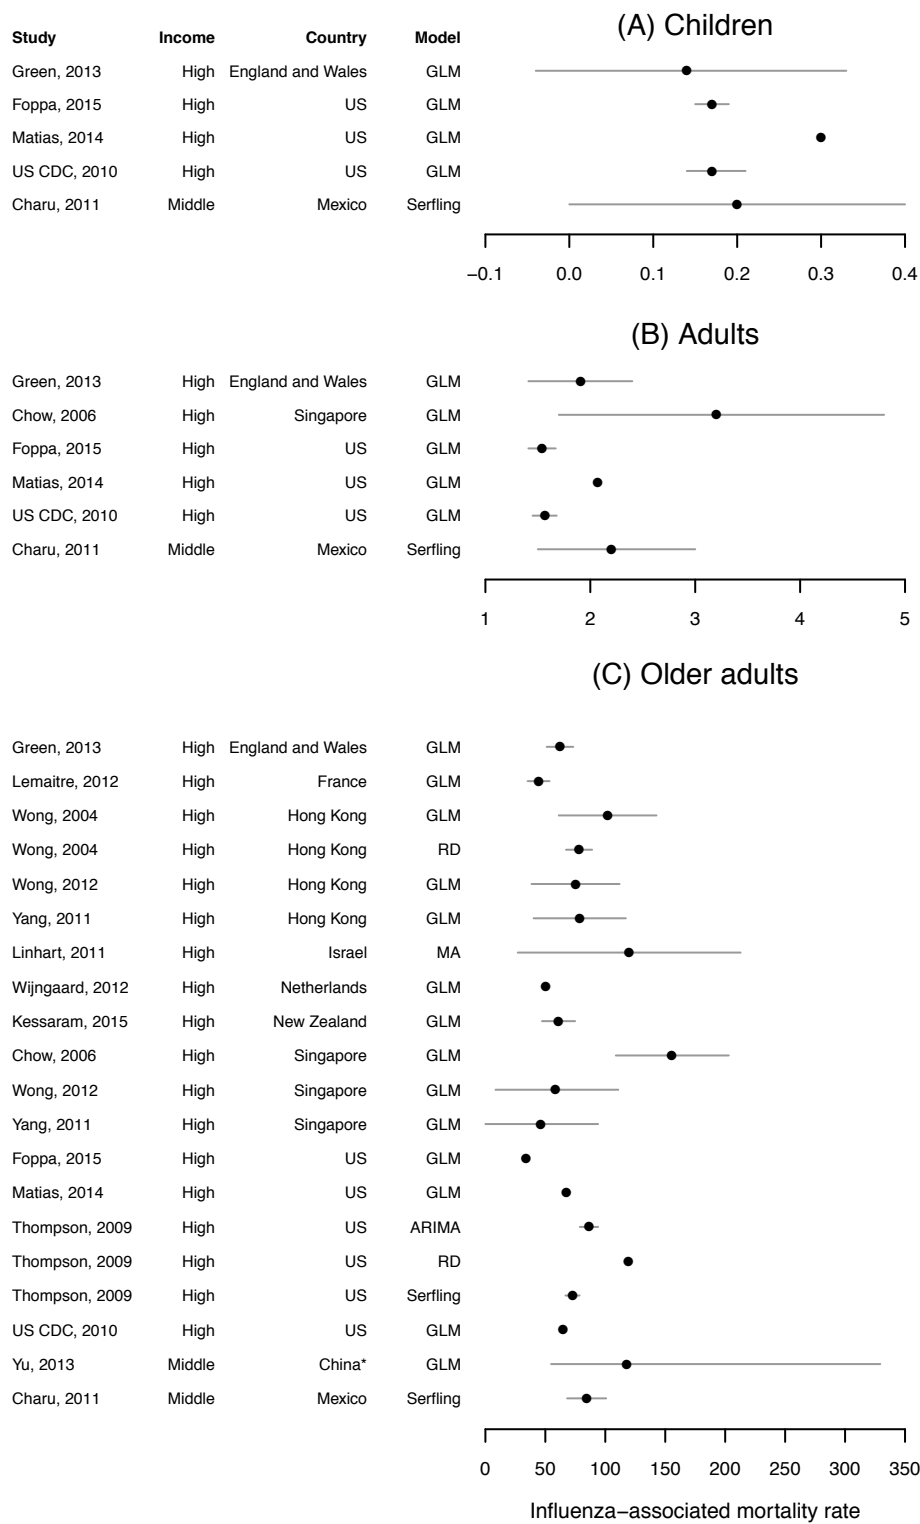 (A) Children
Study Income Country Model
Green, 2013 High England and Wales GLM
Foppa, 2015 High US GLM
Matias, 2014 High US GLM
US CDC, 2010 High US GLM
Charu, 2011 Middle Mexico Serfling
−0.1 0.0 0.1 0.2 0.3 0.4
(B) Adults
Green, 2013 High England and Wales GLM
Chow, 2006 High Singapore GLM
Foppa, 2015 High US GLM
Matias, 2014 High US GLM
US CDC, 2010 High US GLM
Charu, 2011 Middle Mexico Serfling
1 2 3 4 5
(C) Older adults
Green, 2013 High England and Wales GLM
Lemaitre, 2012 High France GLM
Wong, 2004 High Hong Kong GLM
Wong, 2004 High Hong Kong RD
Wong, 2012 High Hong Kong GLM
Yang, 2011 High Hong Kong GLM
Linhart, 2011 High Israel MA
Wijngaard, 2012 High Netherlands GLM
Kessaram, 2015 High New Zealand GLM
Chow, 2006 High Singapore GLM
Wong, 2012 High Singapore GLM
Yang, 2011 High Singapore GLM
Foppa, 2015 High US GLM
Matias, 2014 High US GLM
Thompson, 2009 High US ARIMA
Thompson, 2009 High US RD
Thompson, 2009 High US Serfling
US CDC, 2010 High US GLM
Yu, 2013 Middle China* GLM
Charu, 2011 Middle Mexico Serfling
0 50 100 150 200 250 300 350
Influenza−associated mortality rate